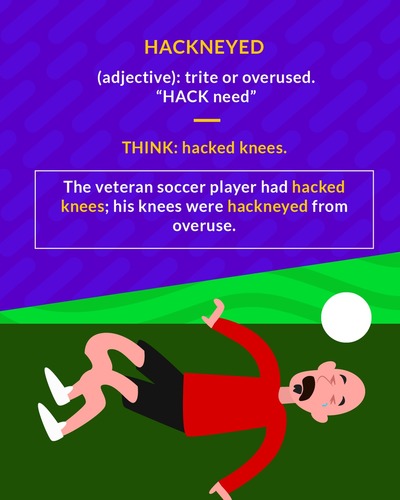 HACKNEYED
(adjective): trite or overused.
“HACK need”
THINK: hacked knees.
The veteran soccer player had hacked
knees; his knees were hackneyed from
overuse.